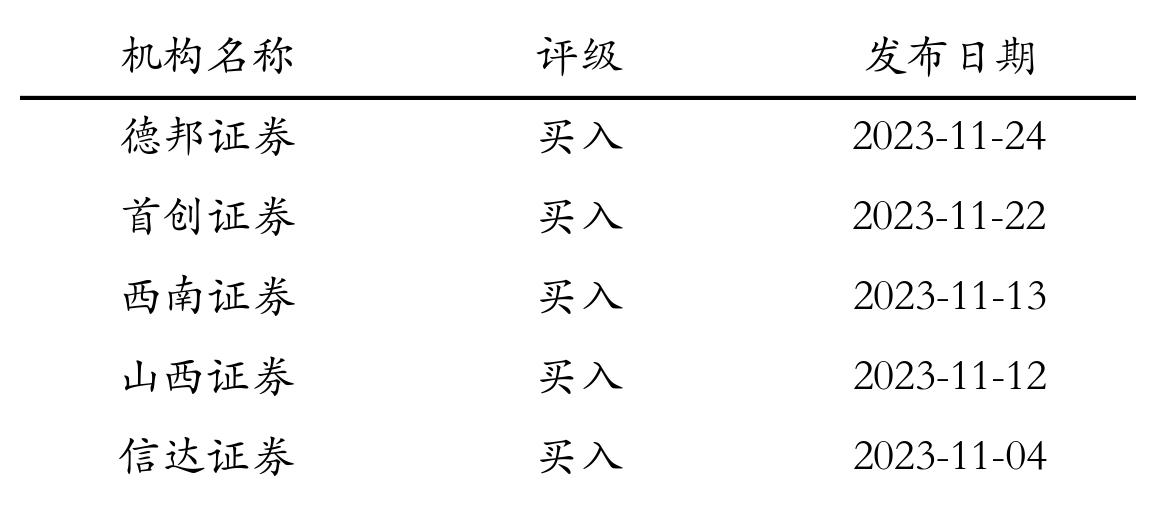 机构名称 评级 发布日期
德邦证券 买入 2023-11-24
首创证券 买入 2023-11-22
西南证券 买入 2023-11-13
山西证券 买入 2023-11-12
信达证券 买入 2023-11-04